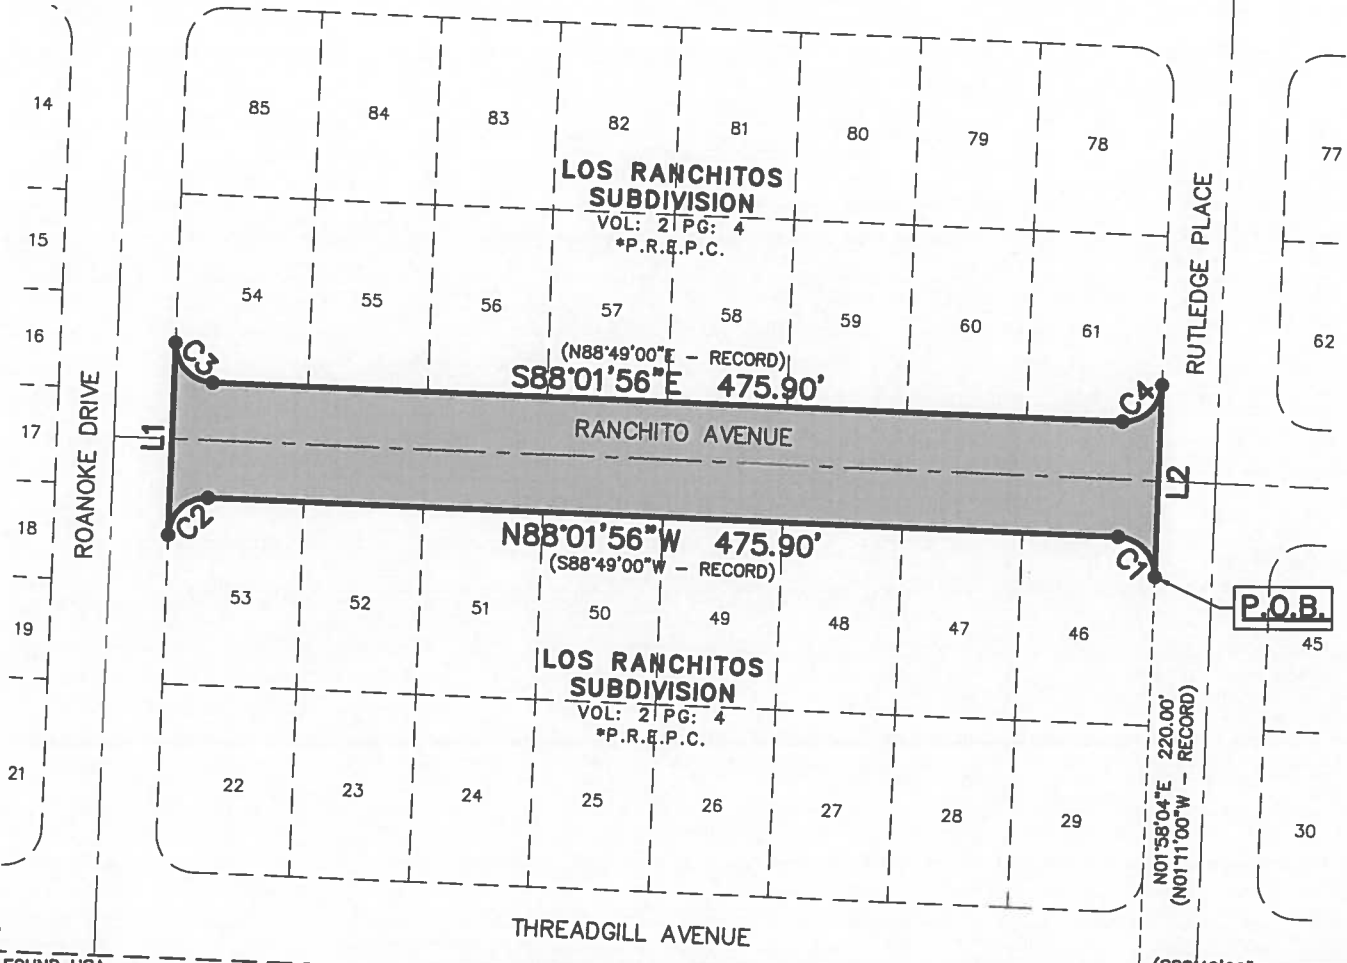 85
84
83
82
81
80
79
78
77
14
LOS RANCHITOS
SUBDIVISION
VOL: 2 PG: 4
*P.R.E.P.C.
15
RUTLEDGE PLACE
54
55
56
57
58
59
60
61
62
16
(N88°49'00"E - RECORD)
S88°01'56"E 475.90'
C3
C4
17
ROANOKE DRIVE
L1
RANCHITO AVENUE
L2
18
C2
N88°01'56"W 475.90'
(S88°49'00"W - RECORD)
C1
P.O.B.
19
53
52
51
50
49
48
47
46
45
LOS RANCHITOS
SUBDIVISION
VOL: 2 PG: 4
*P.R.E.P.C.
N01°58'04"E 220.00'
(N01°11'00"W - RECORD)
21
22
23
24
25
26
27
28
29
30
THREADGILL AVENUE